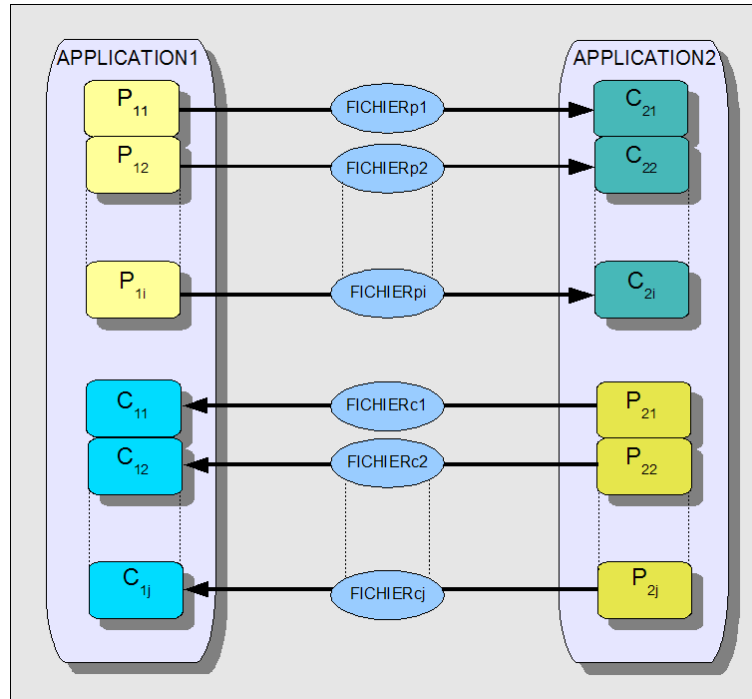 APPLICATION1 APPLICATION2
P11 FICHIERp1 C21
P12 FICHIERp2 C22
P1i FICHIERpi C2i
C11 FICHIERc1 P21
C12 FICHIERc2 P22
C1j FICHIERcj P2j